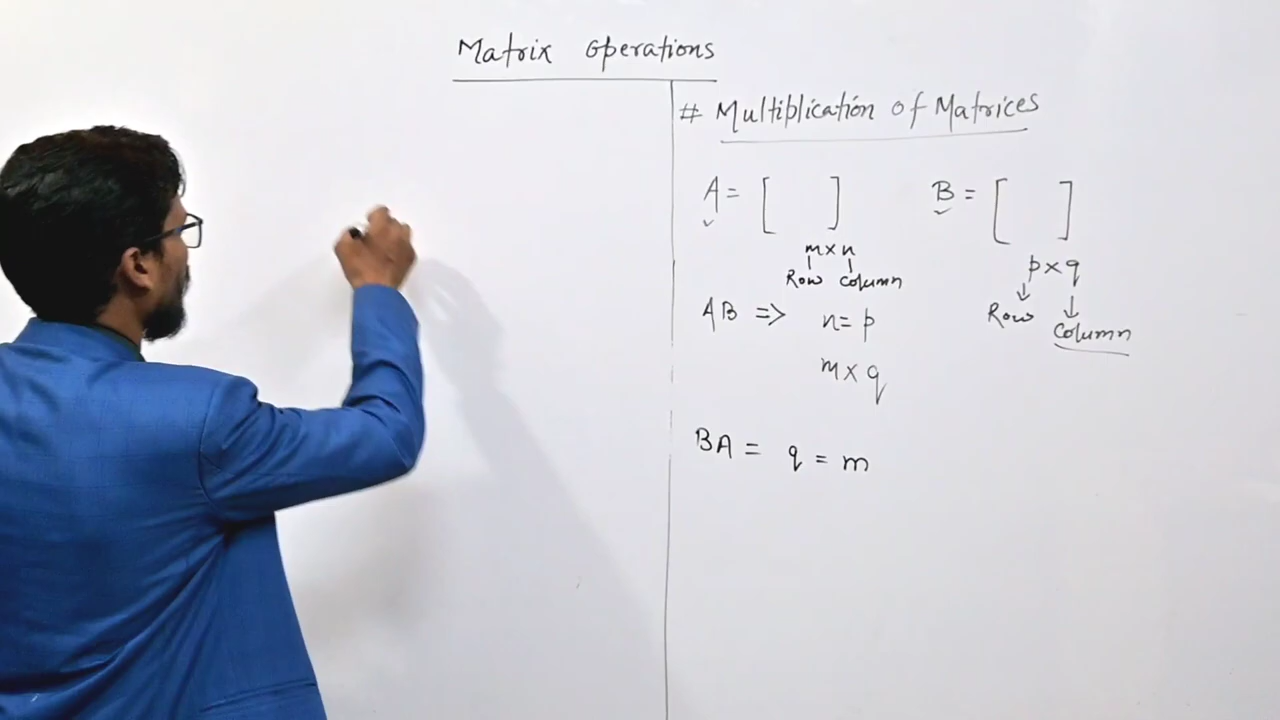 Matrix Operations
# Multiplication of Matrices
A = [ ] B = [ ]
m × n p × q
Row column Row column
AB => n = p
m × q
BA = q = m